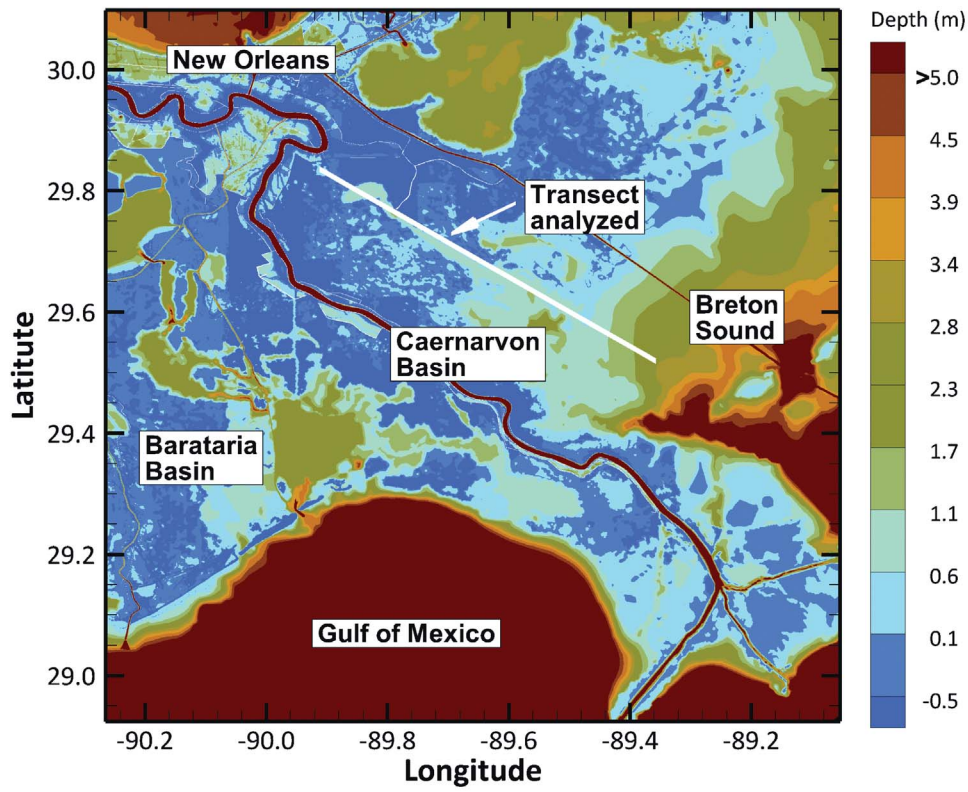 Depth (m)
New Orleans
30.0
>5.0
4.5
29.8
Transect
analyzed
3.9
3.4
29.6
Breton
Sound
Caernarvon
Basin
2.8
Latitute
2.3
29.4
Barataria
Basin
1.7
1.1
29.2
0.6
Gulf of Mexico
0.1
29.0
-0.5
-90.2
-90.0
-89.8
-89.6
-89.4
-89.2
Longitude